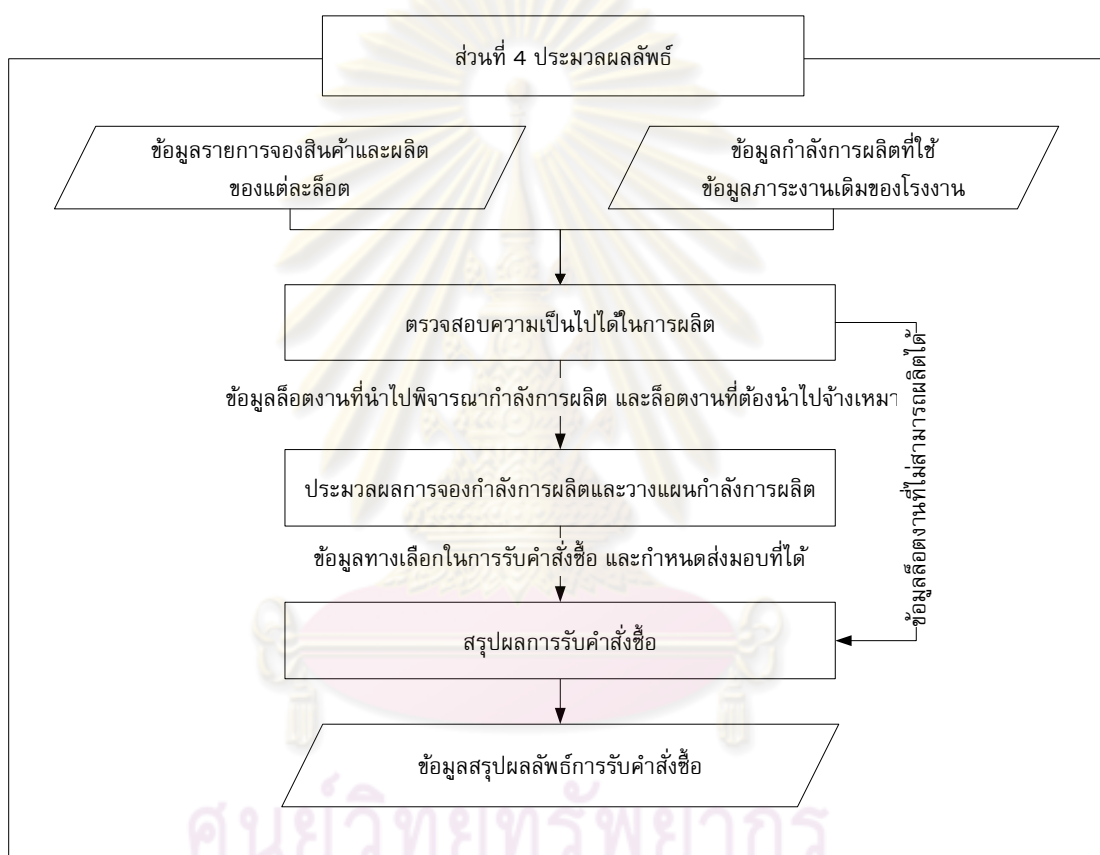 ส่วนที่ 4 ประมวลผลลัพธ์
ข้อมูลรายการจองสินค้าและผลิต
ของแต่ละล็อต
ข้อมูลกำลังการผลิตที่ใช้
ข้อมูลภาระงานเดิมของโรงงาน
ตรวจสอบความเป็นไปได้ในการผลิต
ข้อมูลล็อตงานที่นำไปพิจารณากำลังการผลิต และล็อตงานที่ต้องนำไปจ้างเหมา
ข้อมูลล็อตงานที่ไม่สามารถผลิตได้
ประมวลผลการจองกำลังการผลิตและวางแผนกำลังการผลิต
ข้อมูลทางเลือกในการรับคำสั่งซื้อ และกำหนดส่งมอบที่ได้
สรุปผลการรับคำสั่งซื้อ
ข้อมูลสรุปผลลัพธ์การรับคำสั่งซื้อ
ศูนย์วิทยทรัพยากร